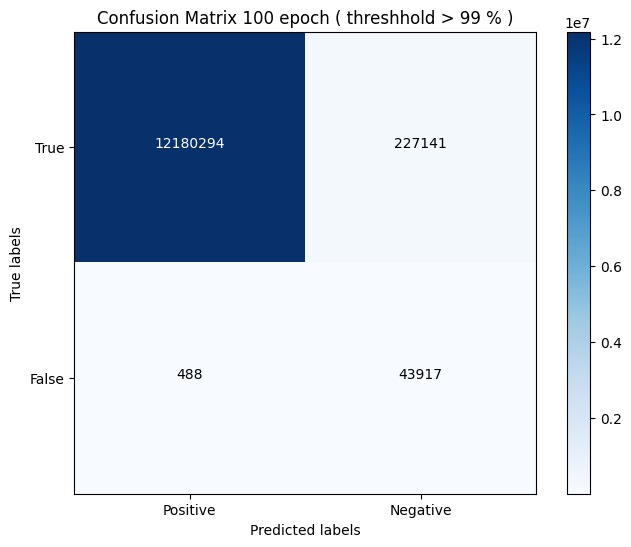 Confusion Matrix 100 epoch ( threshhold > 99 % )
1e7
True labels
True
12180294
227141
False
488
43917
Positive
Negative
Predicted labels
1.2
1.0
0.8
0.6
0.4
0.2